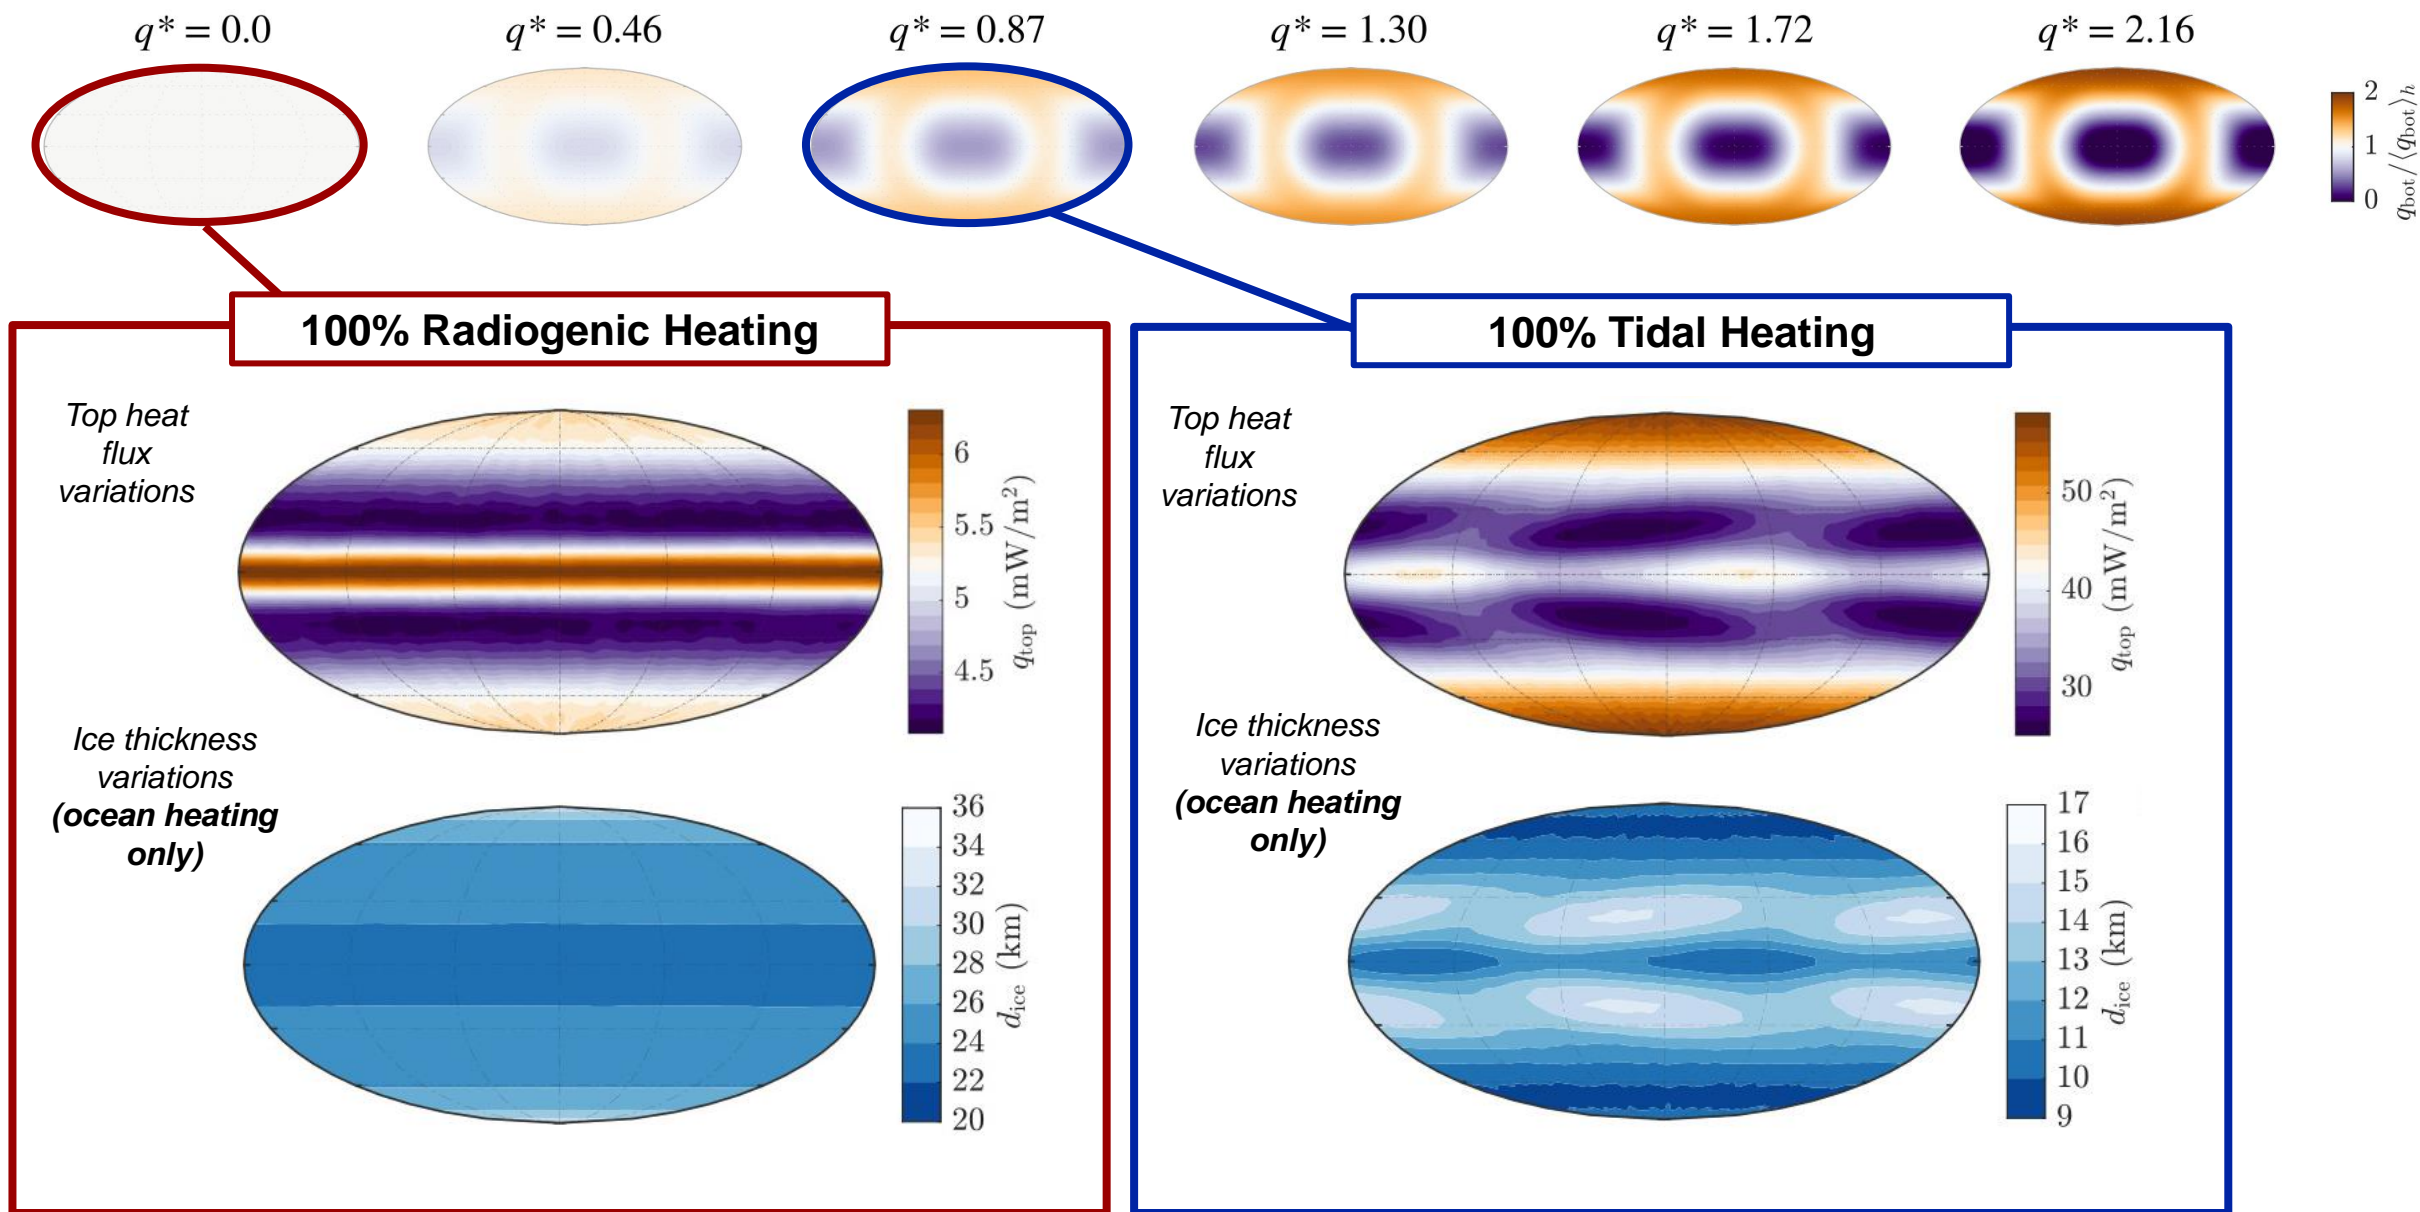 q* = 0.0
q* = 0.46
q* = 0.87
q* = 1.30
q* = 1.72
q* = 2.16
2
1
0
q_bot/⟨q_bot⟩_h
100% Radiogenic Heating
Top heat
flux
variations
6
5.5
5
4.5
q_top (mW/m²)
Ice thickness
variations
(ocean heating
only)
36
34
32
30
28
26
24
22
20
d_ice (km)
100% Tidal Heating
Top heat
flux
variations
50
40
30
q_top (mW/m²)
Ice thickness
variations
(ocean heating
only)
17
16
15
14
13
12
11
10
9
d_ice (km)